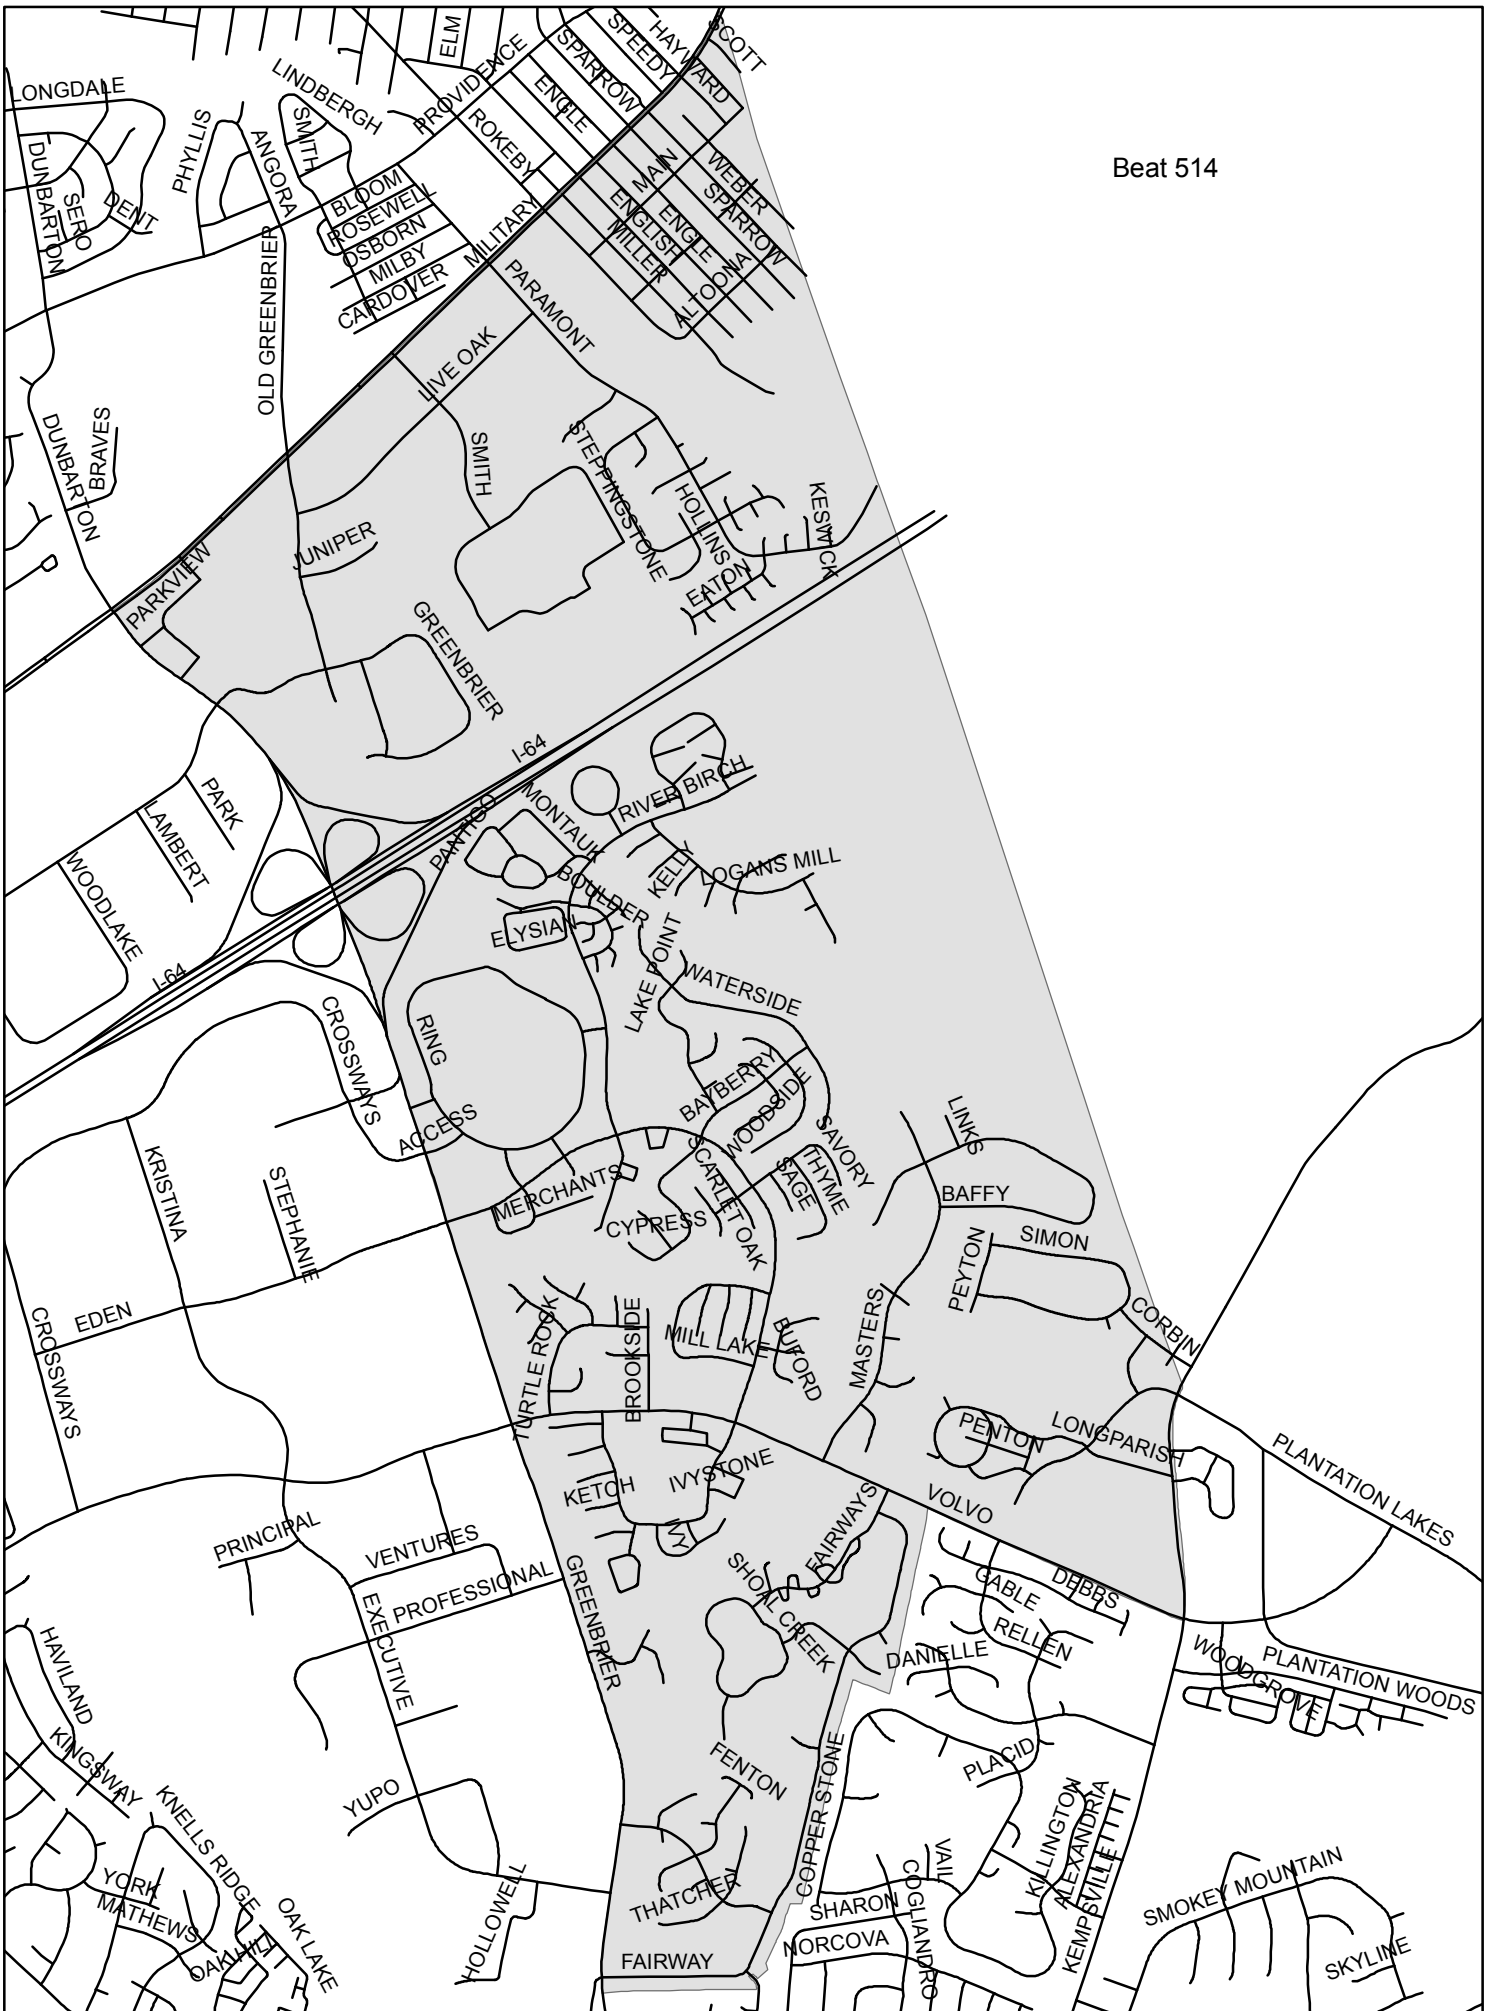 SCOTT
ELM
SPEEDY
HAYWARD
SPARROW
PROVIDENCE
LINDBERGH
LONGDALE
ENGLE
PHYLLIS
SMITH
ROKEBY
ANGORA
MAIN
WEBER
Beat 514
DUNBARTON
SERO
DENT
BLOOM
ROSEWELL
OSBORN
MILBY
CARDOVER
MILITARY
ENGLISH
ENGLE
SPARROW
MILLER
ALTOONA
OLD GREENBRIER
PARAMONT
LIVE OAK
DUNBARTON
BRAVES
SMITH
STEPPINGSTONE
HOLLINS
KESWICK
JUNIPER
PARKVIEW
EATON
GREENBRIER
I-64
PARK
LAMBERT
WOODLAKE
PANTIGO
MONTAUK
RIVER BIRCH
BOULDER
KELLY
LOGANS MILL
ELYSIAN
I-64
LAKE POINT
WATERSIDE
CROSSWAYS
RING
BAYBERRY
WOODSIDE
ACCESS
SCARLET OAK
SAVORY
THYME
SAGE
LINKS
BAFFY
KRISTINA
STEPHANIE
MERCHANTS
CYPRESS
PEYTON
SIMON
CORBIN
CROSSWAYS
EDEN
TURTLE ROCK
BROOKSIDE
MILL LAKE
BUFORD
MASTERS
PENTON
LONGPARISH
PLANTATION LAKES
KETCH
IVYSTONE
IVY
VOLVO
FAIRWAYS
PRINCIPAL
VENTURES
PROFESSIONAL
EXECUTIVE
GREENBRIER
SHOAL CREEK
GABLE
DEBBS
RELLEN
DANIELLE
WOODGROVE
PLANTATION WOODS
HAVILAND
KINGSWAY
KNELLS RIDGE
YUPO
FENTON
COPPER STONE
PLACID
KILLINGTON
ALEXANDRIA
KEMPSVILLE
VAIL
COGLIANDRO
YORK
MATHEWS
OAK HILL
OAK LAKE
HOLLOWELL
THATCHER
SHARON
NORCOVA
FAIRWAY
SMOKEY MOUNTAIN
SKYLINE